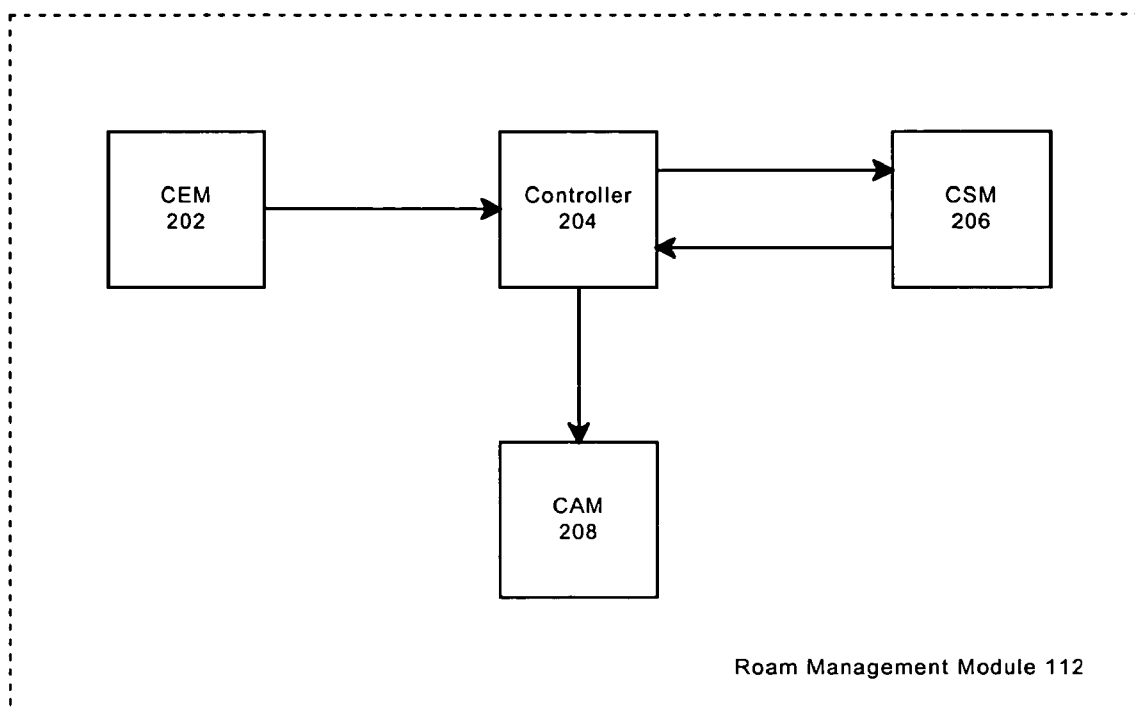 CEM
202
Controller
204
CSM
206
CAM
208
Roam Management Module 112